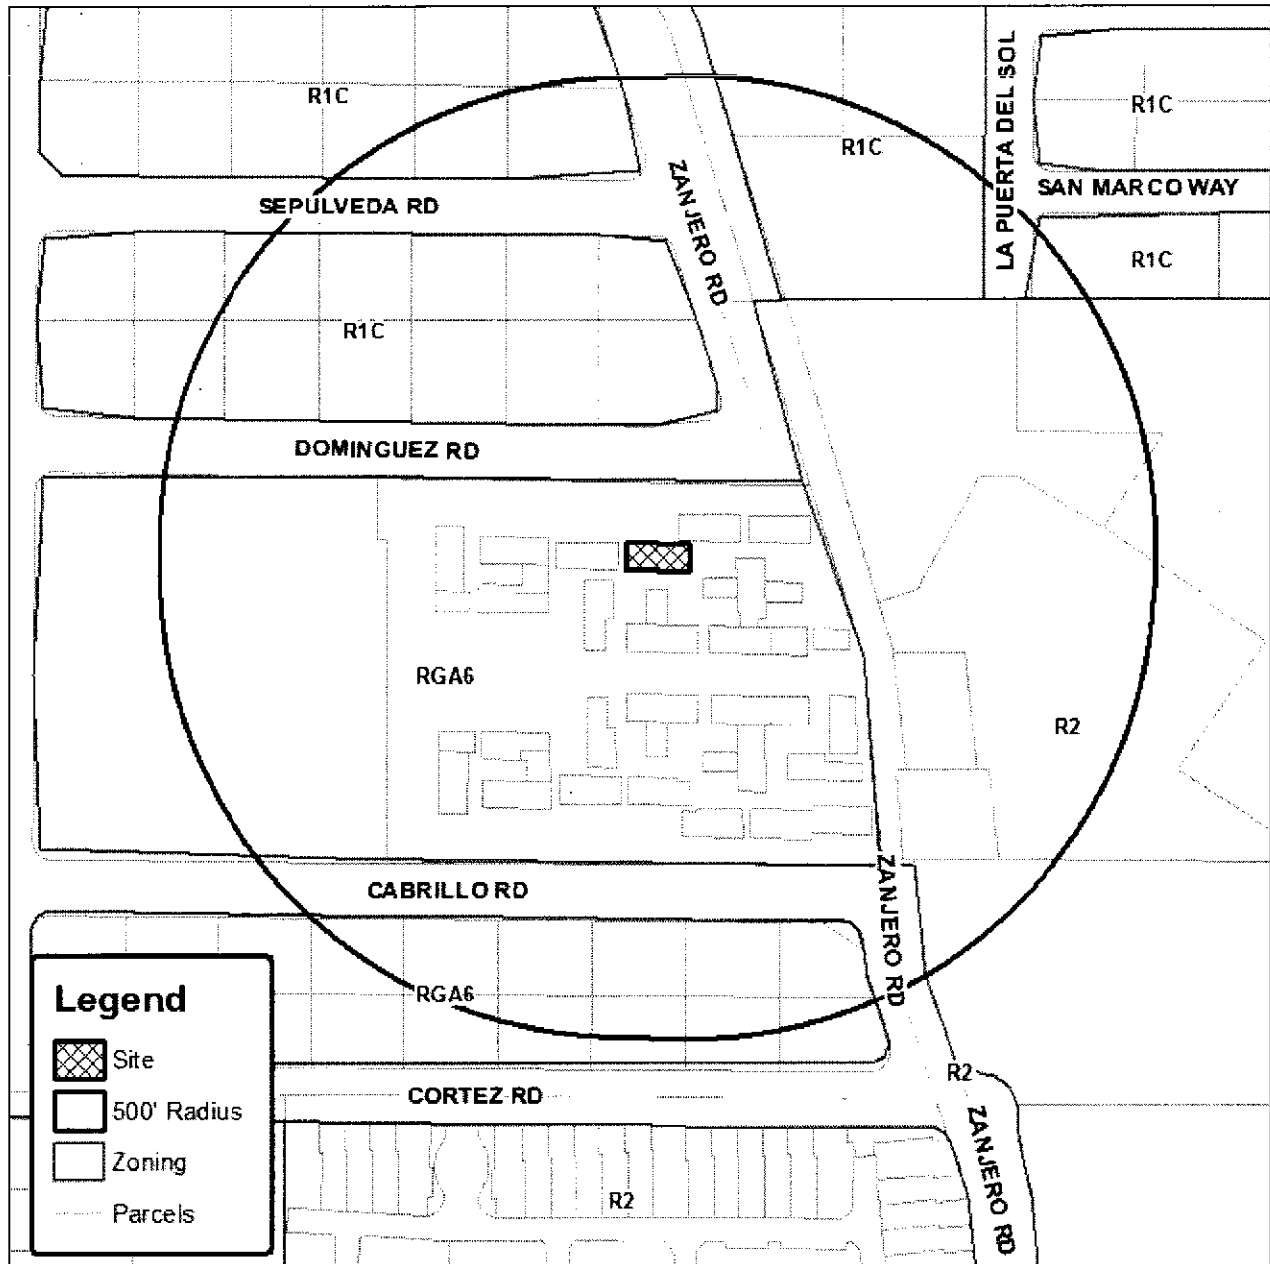 R1C
R1C
R1C
LA PUERTA DEL SOL
SAN MARCO WAY
SEPULVEDA RD
ZANJERO RD
R1C
R1C
DOMINGUEZ RD
RGA6
R2
CABRILLO RD
ZANJERO RD
RGA6
R2
CORTEZ RD
ZANJERO RD
R2
Legend
Site
500' Radius
Zoning
Parcels